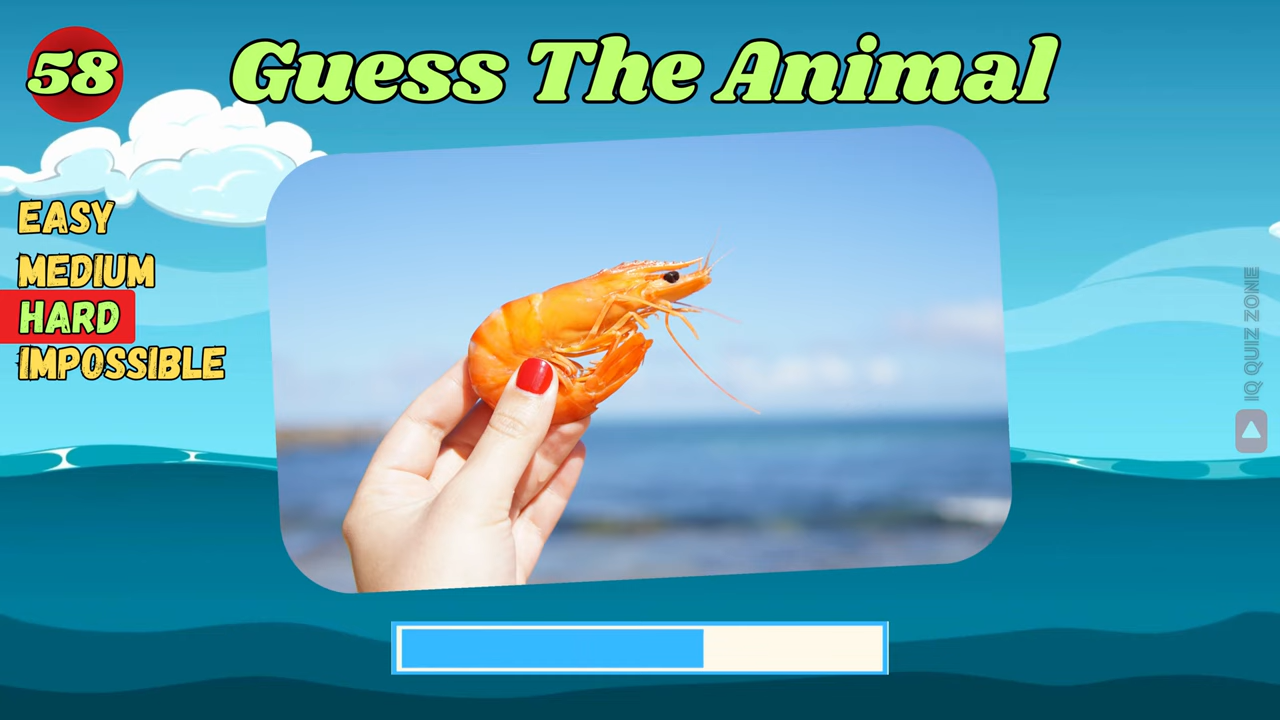 58
Guess The Animal
EASY
MEDIUM
HARD
IMPOSSIBLE
IQ QUIZ ZONE